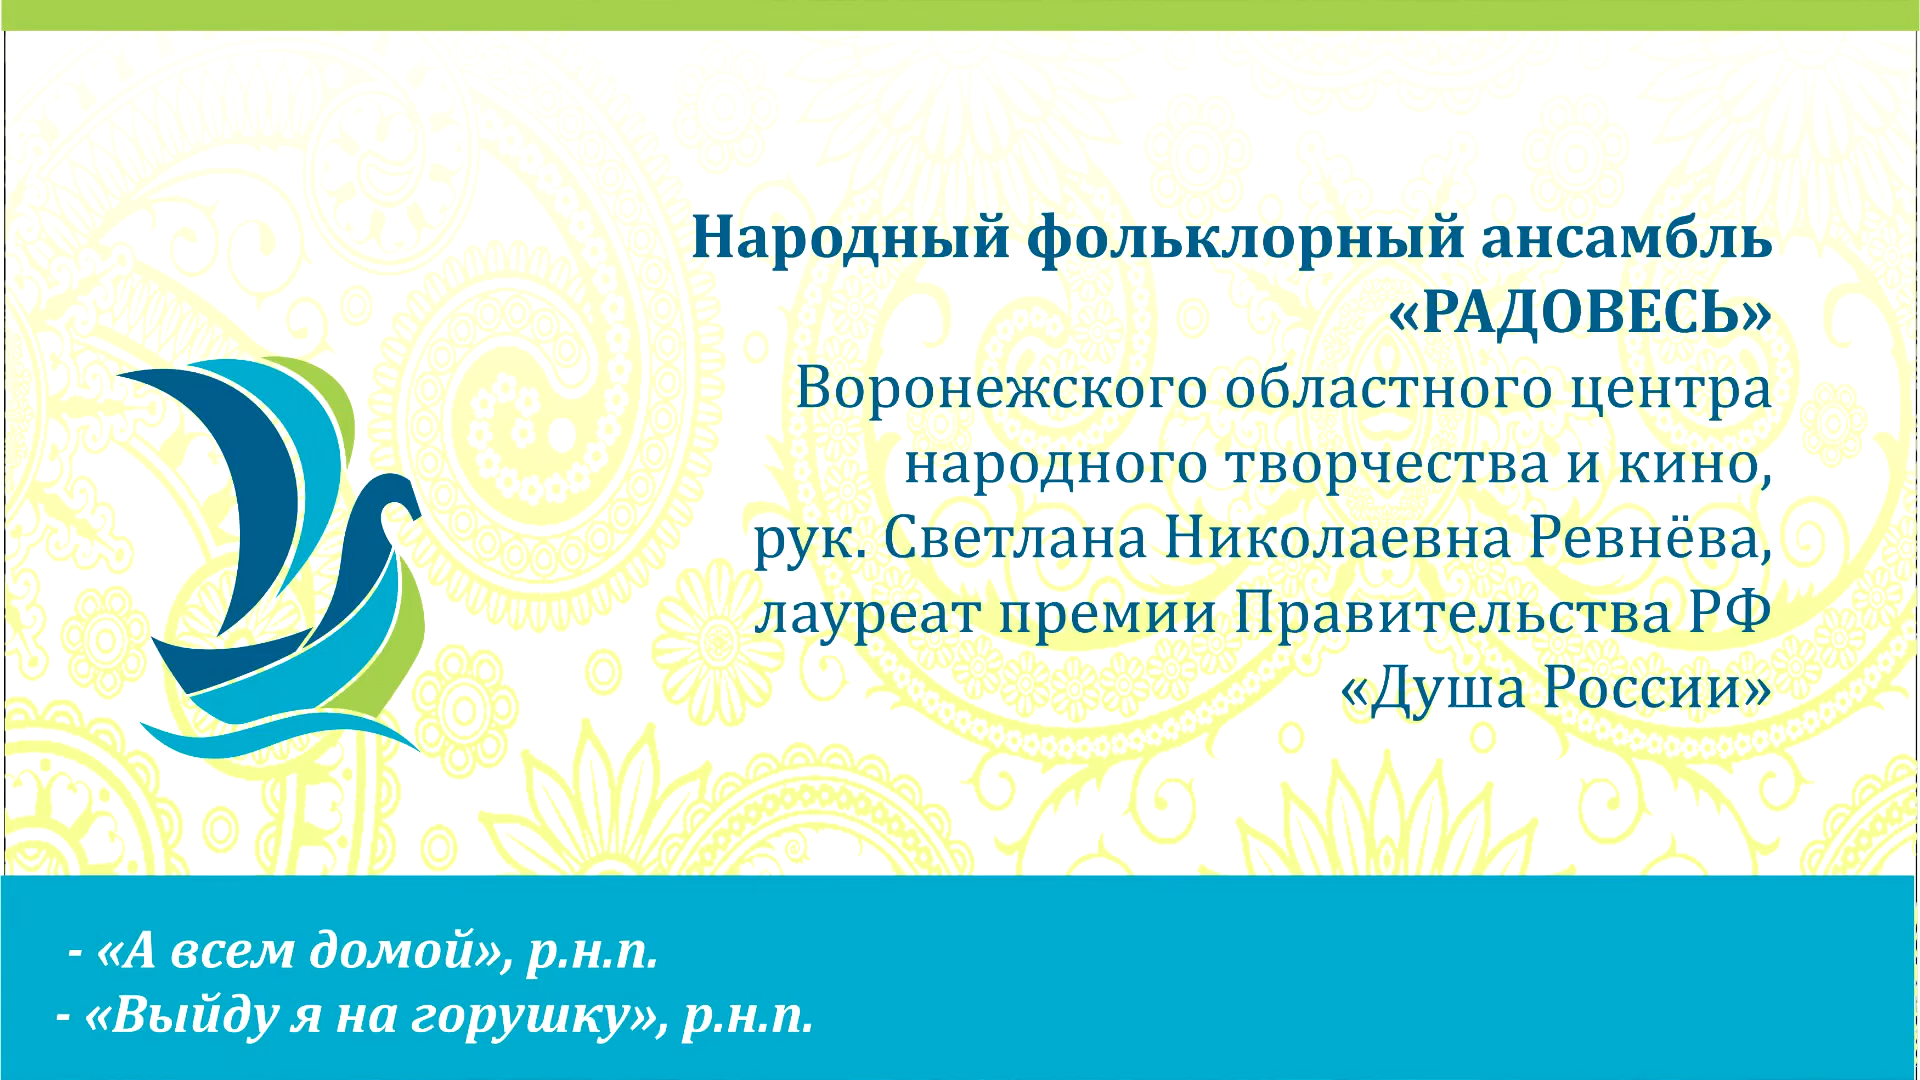 Народный фольклорный ансамбль
«РАДОВЕСЬ»
Воронежского областного центра
народного творчества и кино,
рук. Светлана Николаевна Ревнёва,
лауреат премии Правительства РФ
«Душа России»
- «А всем домой», р.н.п.
- «Выйду я на горушку», р.н.п.